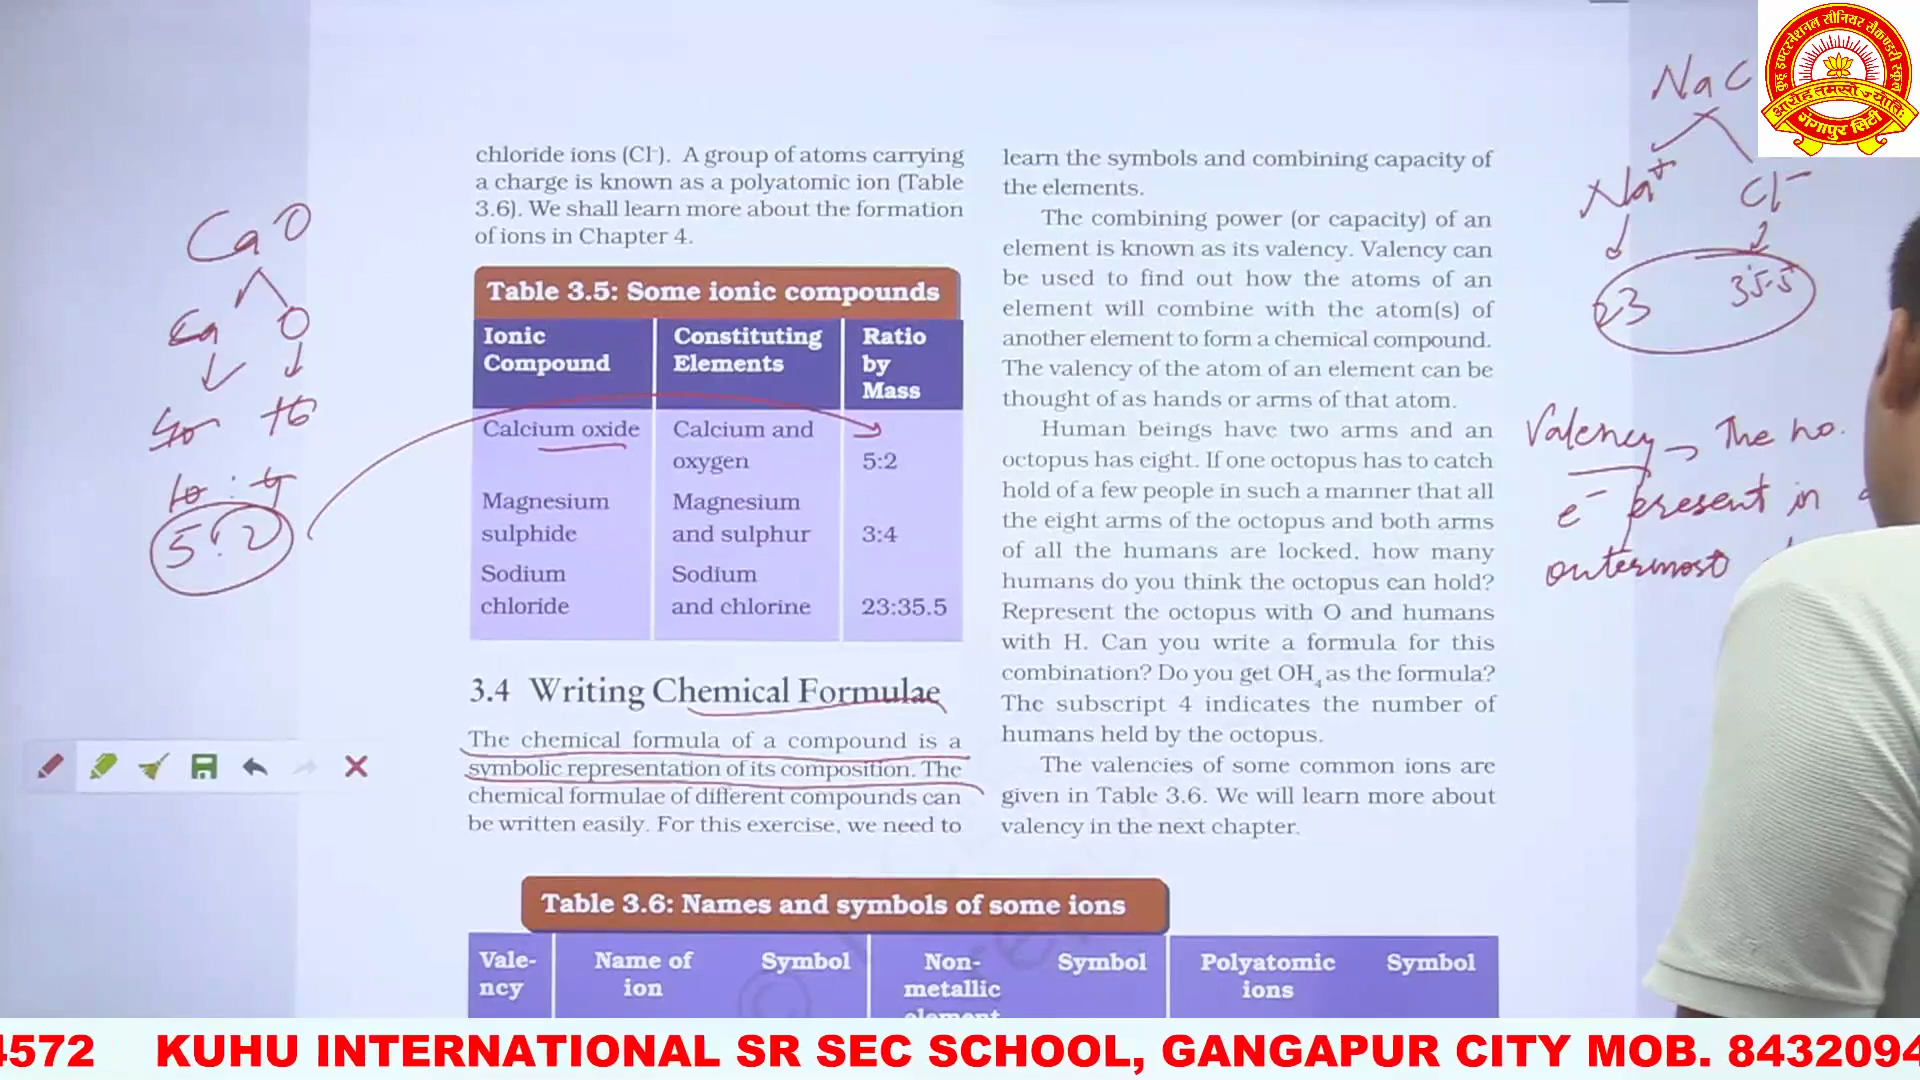 chloride ions (Cl⁻). A group of atoms carrying
a charge is known as a polyatomic ion (Table
3.6). We shall learn more about the formation
of ions in Chapter 4.
Table 3.5: Some ionic compounds
Ionic Compound Constituting Elements Ratio by Mass
Calcium oxide Calcium and oxygen 5:2
Magnesium sulphide Magnesium and sulphur 3:4
Sodium chloride Sodium and chlorine 23:35.5
3.4 Writing Chemical Formulae
The chemical formula of a compound is a
symbolic representation of its composition. The
chemical formulae of different compounds can
be written easily. For this exercise, we need to
learn the symbols and combining capacity of
the elements.
The combining power (or capacity) of an
element is known as its valency. Valency can
be used to find out how the atoms of an
element will combine with the atom(s) of
another element to form a chemical compound.
The valency of the atom of an element can be
thought of as hands or arms of that atom.
Human beings have two arms and an
octopus has eight. If one octopus has to catch
hold of a few people in such a manner that all
the eight arms of the octopus and both arms
of all the humans are locked, how many
humans do you think the octopus can hold?
Represent the octopus with O and humans
with H. Can you write a formula for this
combination? Do you get OH₄ as the formula?
The subscript 4 indicates the number of
humans held by the octopus.
The valencies of some common ions are
given in Table 3.6. We will learn more about
valency in the next chapter.
Table 3.6: Names and symbols of some ions
Vale-ncy Name of ion Symbol Non-metallic element Symbol Polyatomic ions Symbol
CaO
Ca O
40 16
10 : 4
5:2
NaC
Na⁺ Cl⁻
23 35.5
Valency → The no.
e⁻ present in
outermost
कुहू इण्टरनेशनल सीनियर सैकण्डरी स्कूल
आरोह तमसो ज्योतिः
गंगापुर सिटी
4572 KUHU INTERNATIONAL SR SEC SCHOOL, GANGAPUR CITY MOB. 8432094